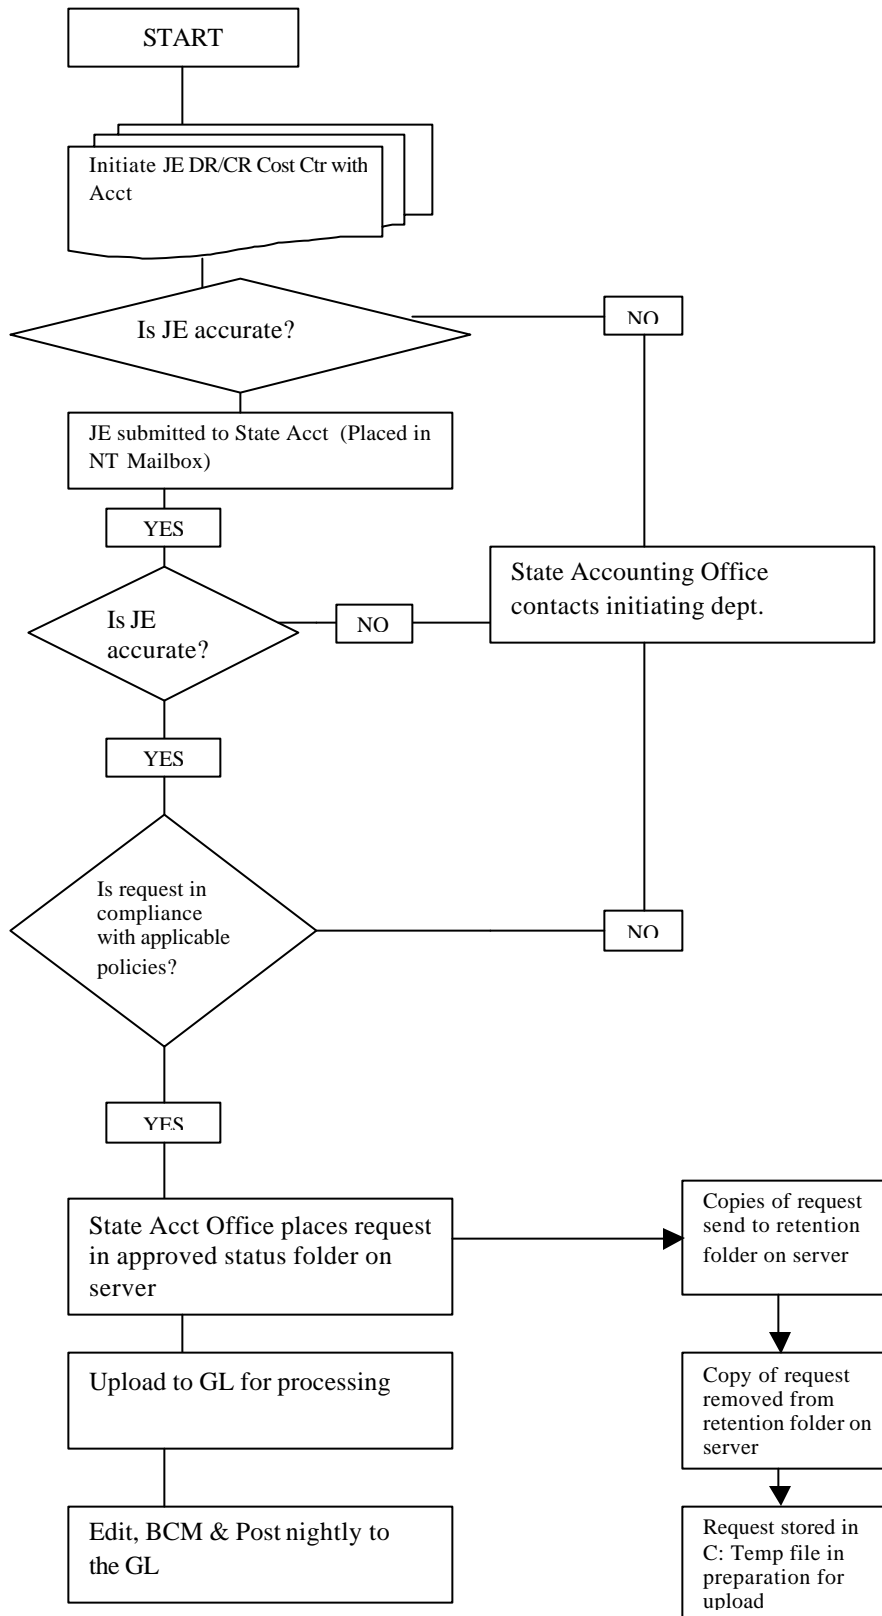 START
Initiate JE DR/CR Cost Ctr with
Acct
Is JE accurate?
NO
JE submitted to State Acct (Placed in
NT Mailbox)
YES
State Accounting Office
contacts initiating dept.
Is JE
accurate?
NO
YES
Is request in
compliance
with applicable
policies?
NO
YES
State Acct Office places request
in approved status folder on
server
Copies of request
send to retention
folder on server
Upload to GL for processing
Copy of request
removed from
retention folder on
server
Edit, BCM & Post nightly to
the GL
Request stored in
C: Temp file in
preparation for
upload